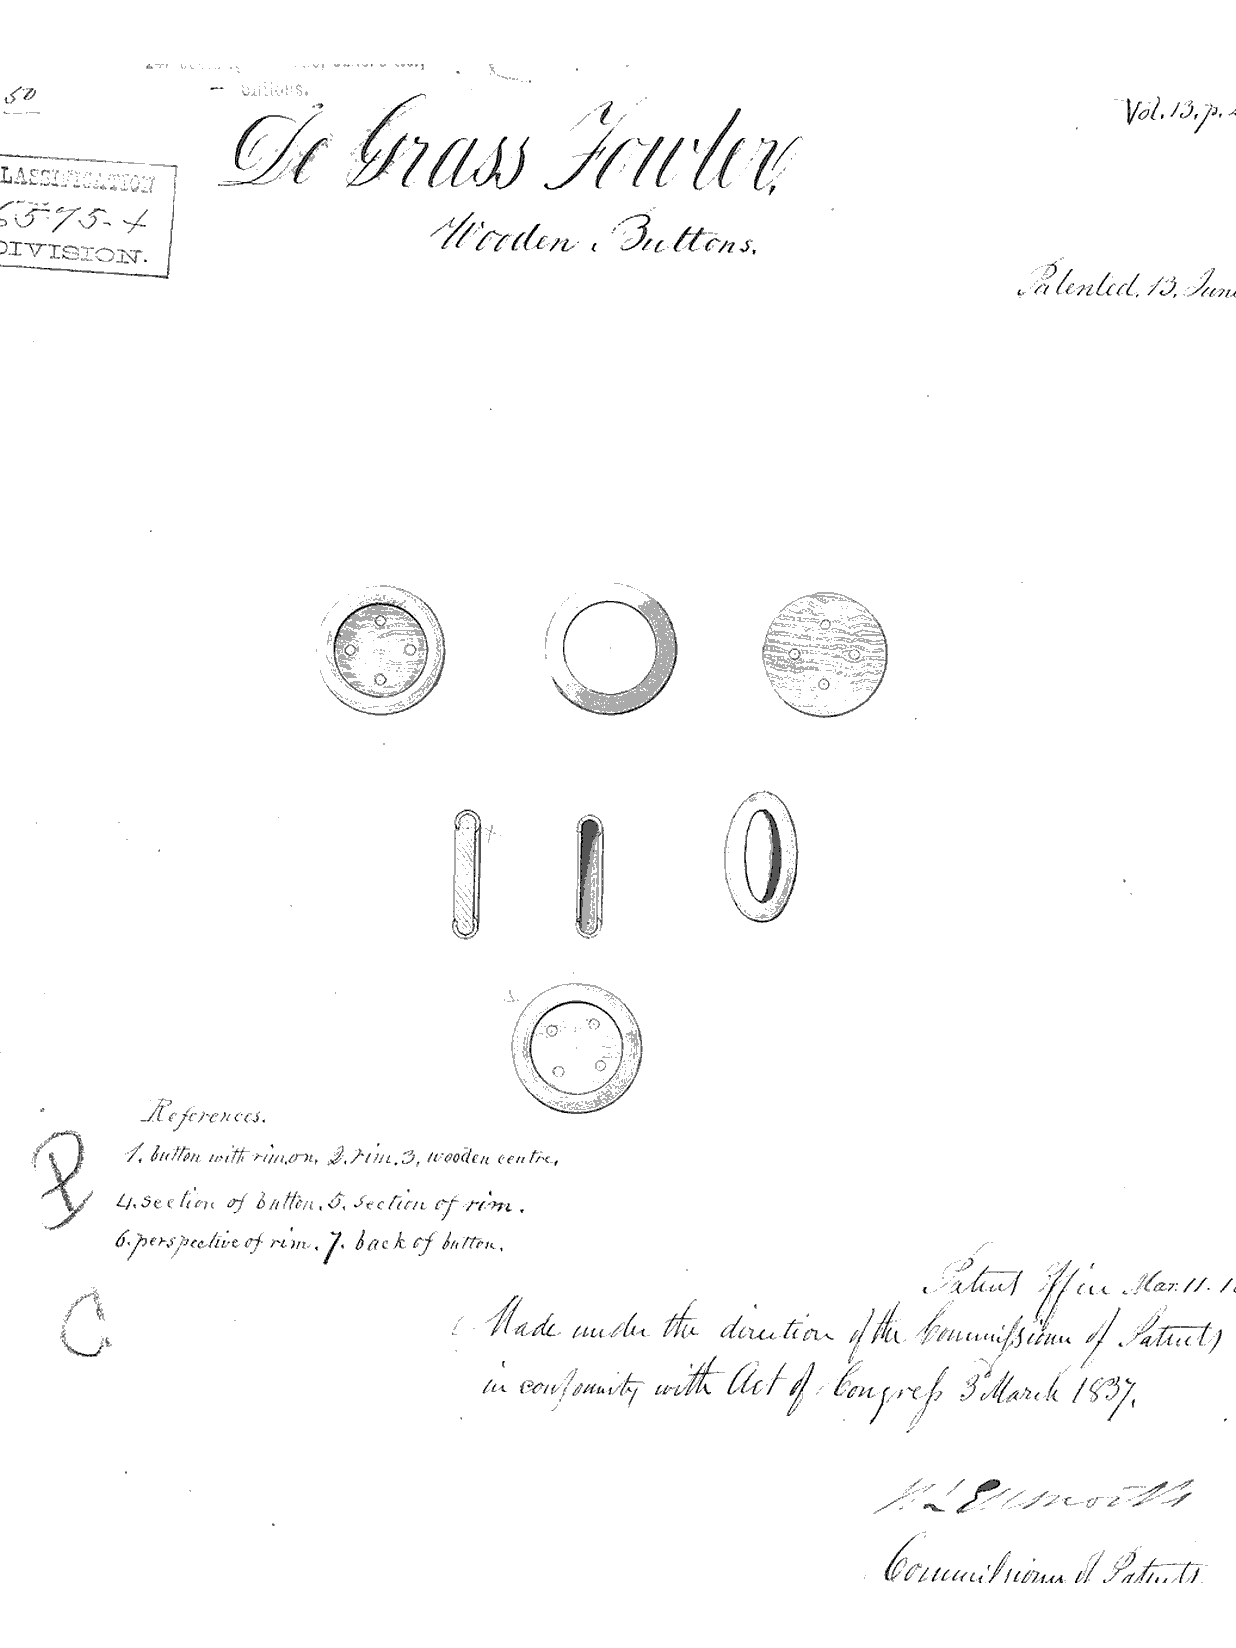 50
Vol. 13. p.
buttons.
De Grass Fowler.
CLASSIFICATION
DIVISION.
Wooden Buttons.
Patented, 13, June
References.
1. button with rim on, 2. rim. 3, wooden centre,
4. section of button. 5. section of rim.
6. perspective of rim. 7. back of button.
P
C
Patent Office Mar. 11.
Made under the direction of the Commissioner of Patents
in conformity with Act of Congress 3d March 1837.
Ellsworth
Commissioner of Patents